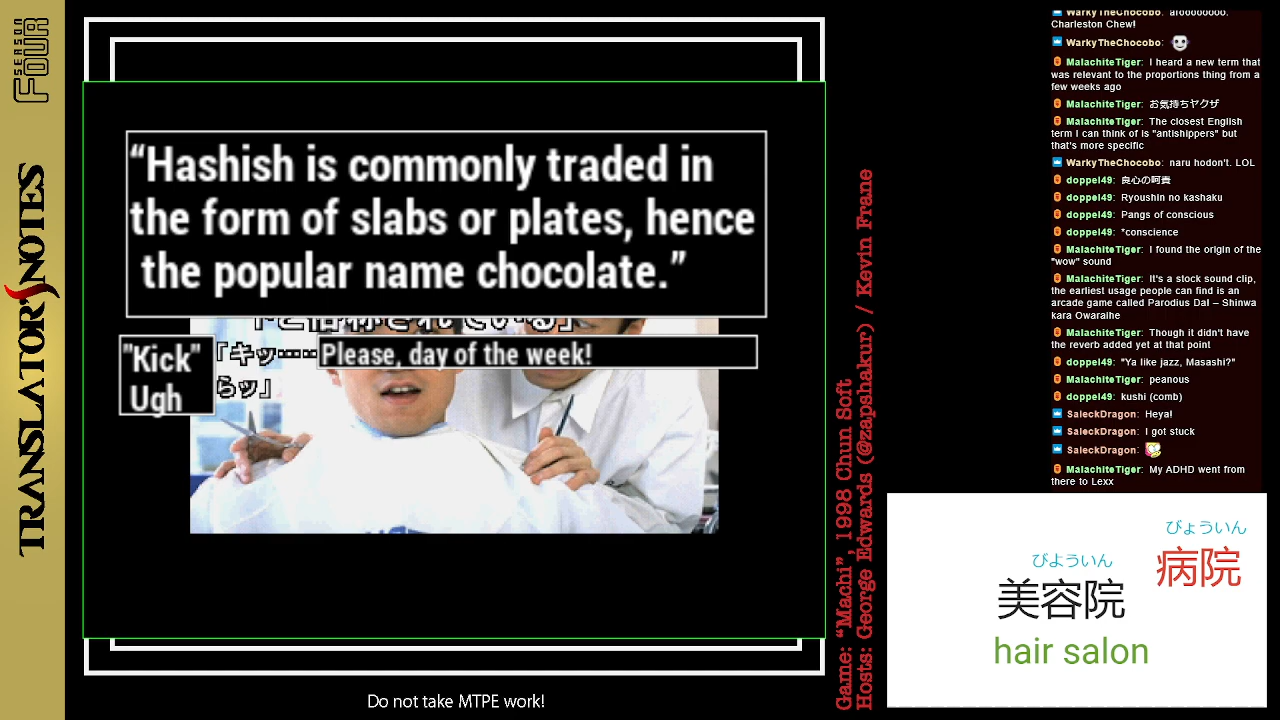 SEASON
FOUR
TRANSLATOR'S NOTES
“Hashish is commonly traded in
the form of slabs or plates, hence
the popular name chocolate.”
"Kick"
Ugh
「キッ……
らッ」
Please, day of the week!
Do not take MTPE work!
Game: “Machi”, 1998 Chun Soft
Hosts: George Edwards (@zapshakur) / Kevin Frane
WarkyTheChocobo: afoooooooo.
Charleston Chew!
WarkyTheChocobo:
MalachiteTiger: I heard a new term that
was relevant to the proportions thing from a
few weeks ago
MalachiteTiger: お気持ちヤクザ
MalachiteTiger: The closest English
term I can think of is "antishippers" but
that's more specific
WarkyTheChocobo: naru hodon't. LOL
doppel49: 良心の呵責
doppel49: ryoshin no kashaku
doppel49: pangs of conscious
doppel49: *conscience
MalachiteTiger: I found the origin of the
"wow" sound
MalachiteTiger: It's a stock sound clip,
the earliest usage people can find is an
arcade game called Parodius Da! – Shinwa
kara Owaraihe
MalachiteTiger: Though it didn't have
the reverb added yet at that point
doppel49: "Ya like jazz, Masashi?"
MalachiteTiger: peanous
doppel49: kushi (comb)
SaleckDragon: Heya!
SaleckDragon: I got stuck
SaleckDragon:
MalachiteTiger: My ADHD went from
there to Lexx
びょういん
病院
びよういん
美容院
hair salon